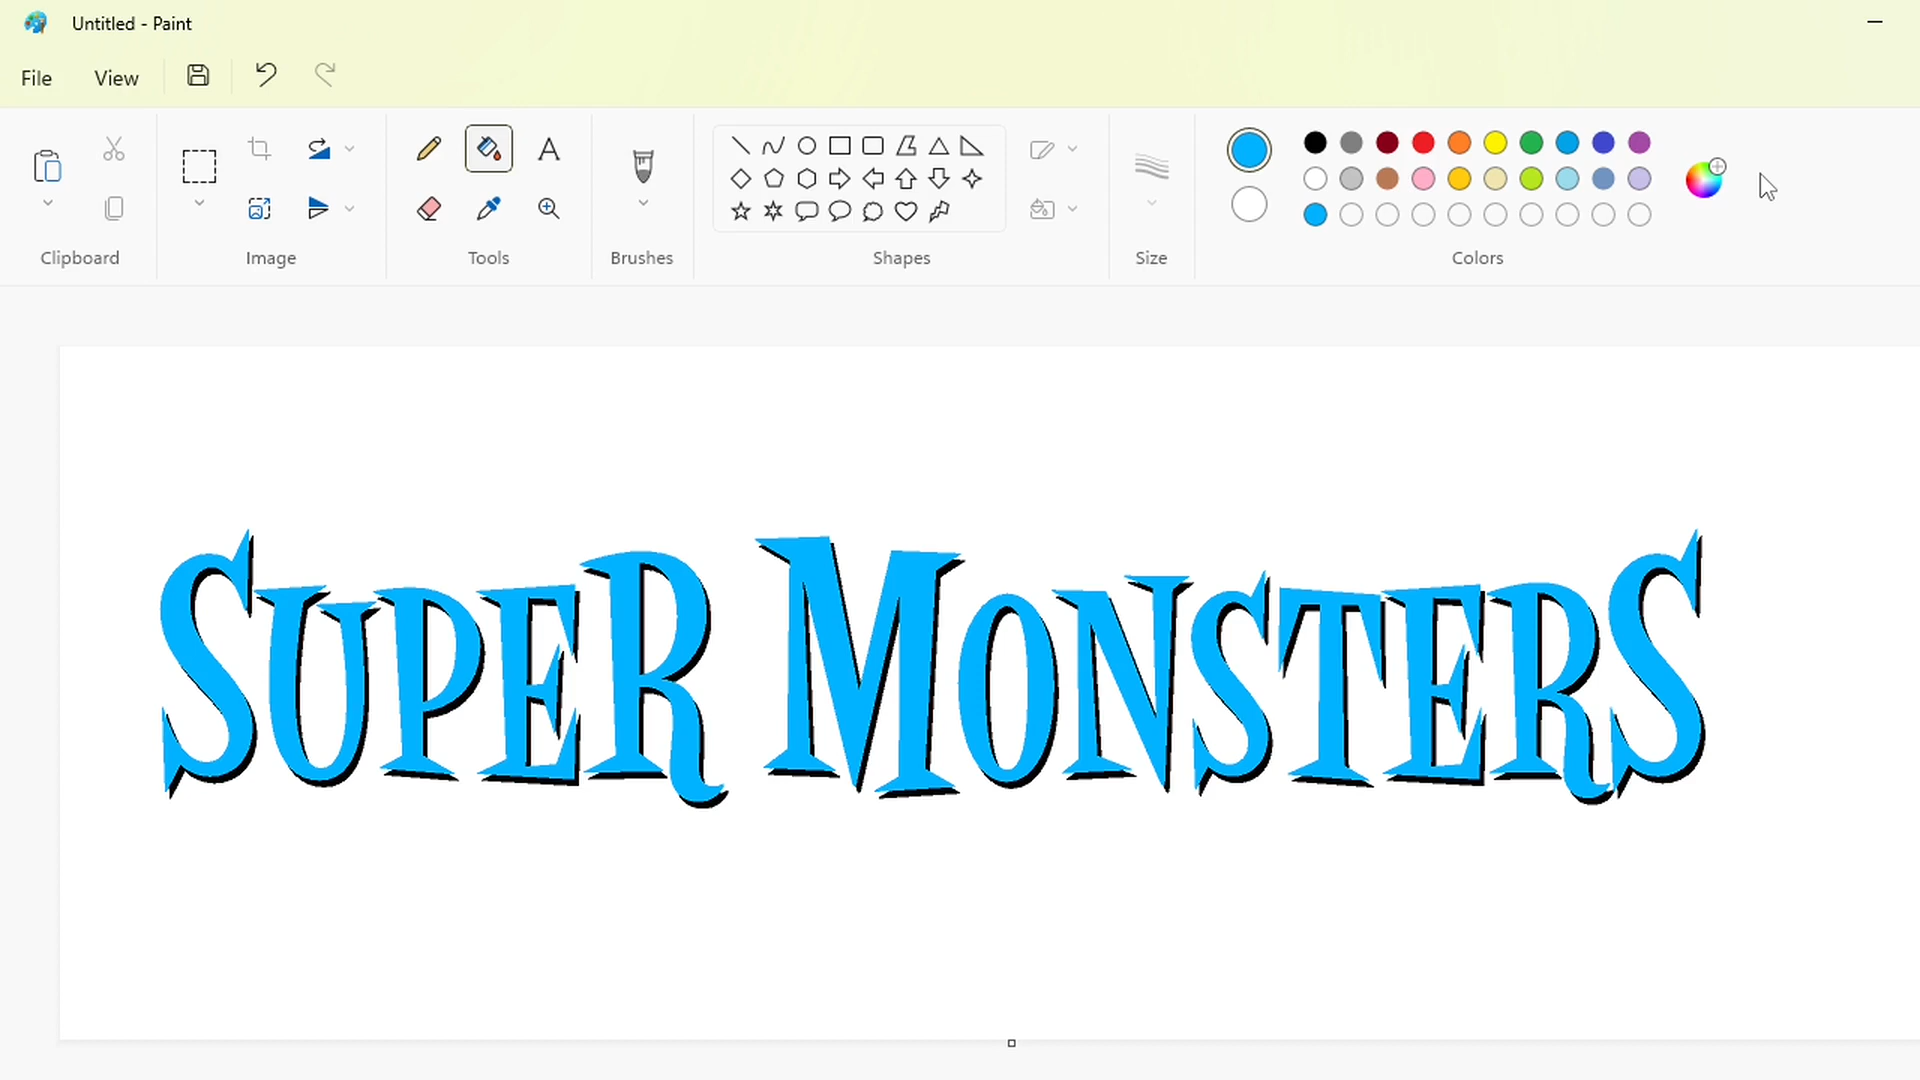 Untitled - Paint
File View
Clipboard Image Tools Brushes Shapes Size Colors
SUPER MONSTERS